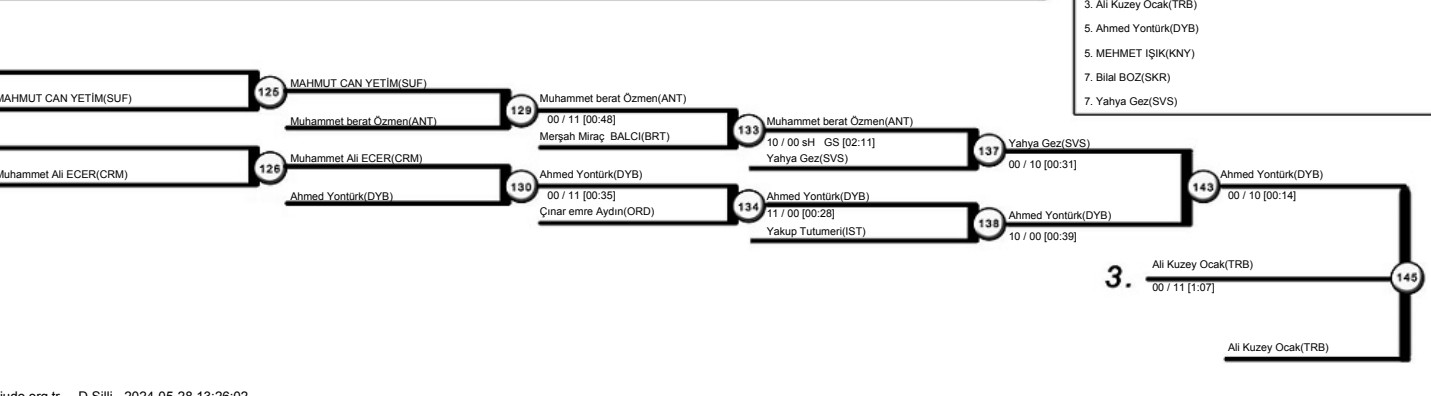 3. Ali Kuzey Ocak(TRB)
5. Ahmed Yontürk(DYB)
5. MEHMET IŞIK(KNY)
7. Bilal BOZ(SKR)
7. Yahya Gez(SVS)
MAHMUT CAN YETİM(SUF)
125
MAHMUT CAN YETİM(SUF)
Muhammet berat Özmen(ANT)
129
Muhammet berat Özmen(ANT)
00 / 11 [00:48]
Merşah Miraç BALCI(BRT)
133
Muhammet berat Özmen(ANT)
10 / 00 sH GS [02:11]
Yahya Gez(SVS)
137
Yahya Gez(SVS)
00 / 10 [00:31]
Muhammet Ali ECER(CRM)
126
Muhammet Ali ECER(CRM)
Ahmed Yontürk(DYB)
130
Ahmed Yontürk(DYB)
00 / 11 [00:35]
Çınar emre Aydın(ORD)
134
Ahmed Yontürk(DYB)
11 / 00 [00:28]
Yakup Tutumeri(IST)
138
Ahmed Yontürk(DYB)
10 / 00 [00:39]
143
Ahmed Yontürk(DYB)
00 / 10 [00:14]
3.
Ali Kuzey Ocak(TRB)
00 / 11 [1:07]
145
Ali Kuzey Ocak(TRB)
judo.org.tr D.Silli 2024-05-28 13:26:02